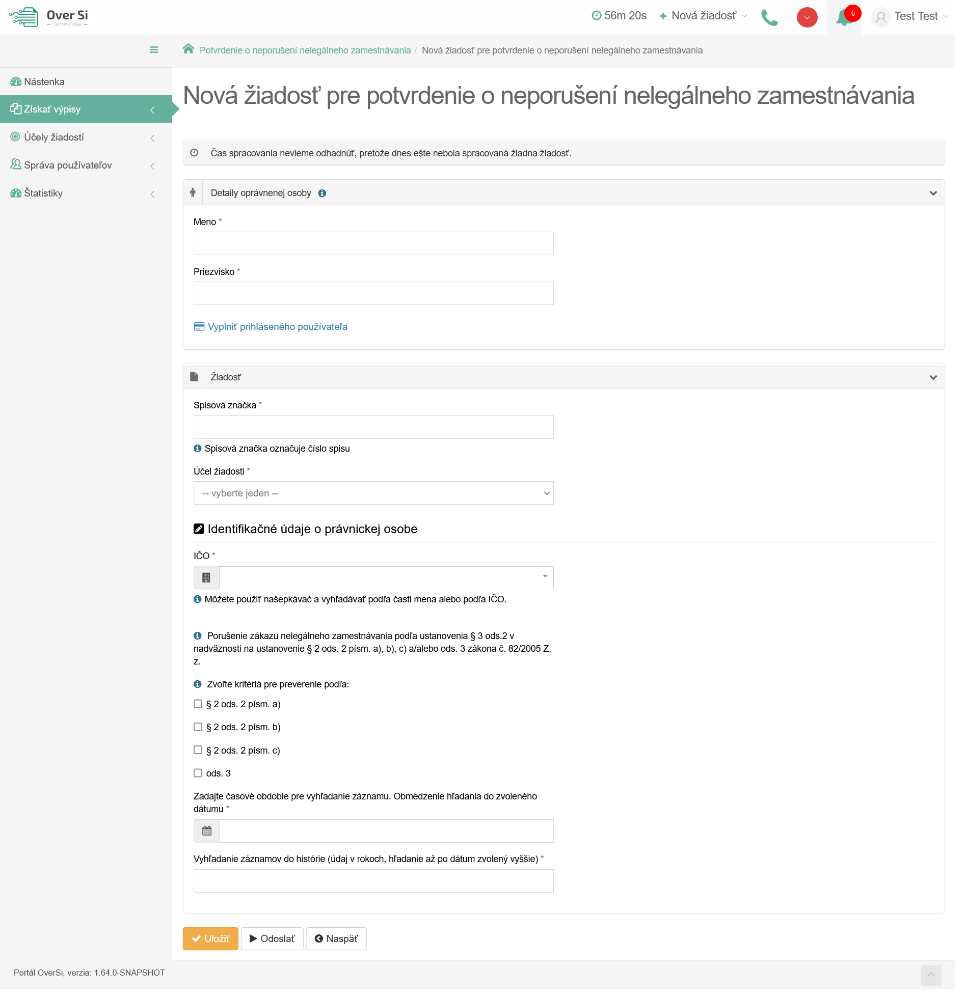 Over Si
– Centrálne údaje –
56m 20s
Nová žiadosť
6
Test Test
Potvrdenie o neporušení nelegálneho zamestnávania / Nová žiadosť pre potvrdenie o neporušení nelegálneho zamestnávania
Nástenka
Získať výpisy
Účely žiadostí
Správa používateľov
Štatistiky
Nová žiadosť pre potvrdenie o neporušení nelegálneho zamestnávania
Čas spracovania nevieme odhadnúť, pretože dnes ešte nebola spracovaná žiadna žiadosť.
Detaily oprávnenej osoby
Meno *
Priezvisko *
Vyplniť prihláseného používateľa
Žiadosť
Spisová značka *
Spisová značka označuje číslo spisu
Účel žiadosti *
-- vyberte jeden --
Identifikačné údaje o právnickej osobe
IČO *
Môžete použiť našepkávač a vyhľadávať podľa časti mena alebo podľa IČO.
Porušenie zákazu nelegálneho zamestnávania podľa ustanovenia § 3 ods.2 v
nadväznosti na ustanovenie § 2 ods. 2 písm. a), b), c) a/alebo ods. 3 zákona č. 82/2005 Z.
z.
Zvoľte kritériá pre preverenie podľa:
§ 2 ods. 2 písm. a)
§ 2 ods. 2 písm. b)
§ 2 ods. 2 písm. c)
ods. 3
Zadajte časové obdobie pre vyhľadanie záznamu. Obmedzenie hľadania do zvoleného
dátumu *
Vyhľadanie záznamov do histórie (údaj v rokoch, hľadanie až po dátum zvolený vyššie) *
Uložiť
Odoslať
Naspäť
Portál OverSi, verzia: 1.64.0-SNAPSHOT